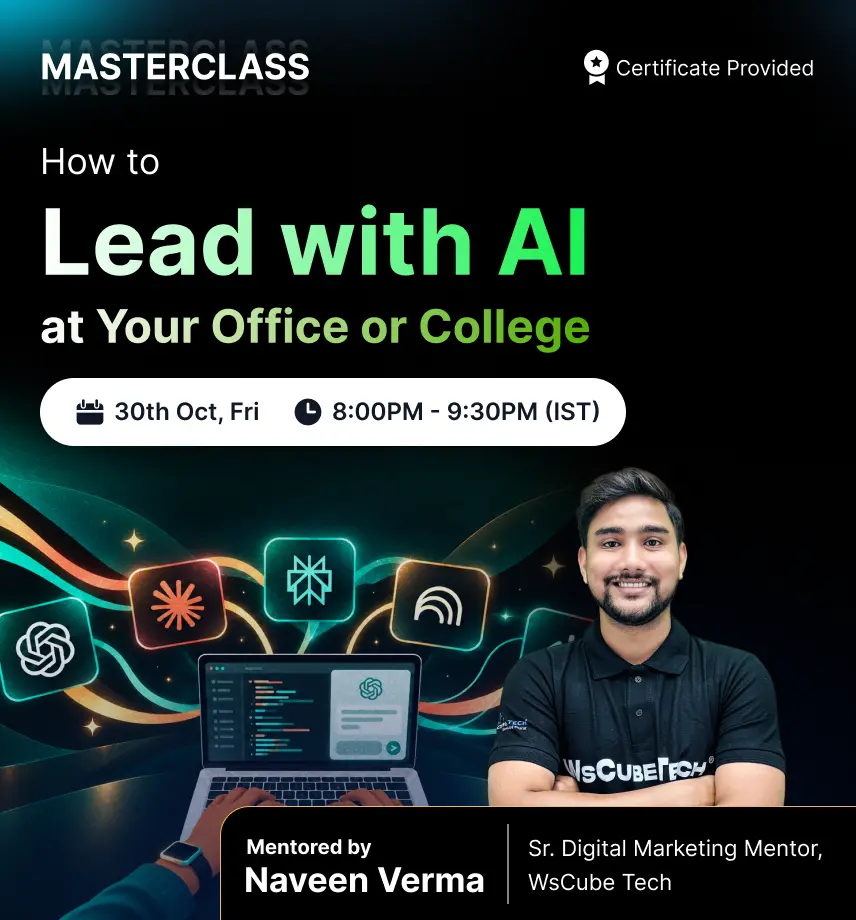 MASTERCLASS
Certificate Provided
How to
Lead with AI
at Your Office or College
30th Oct, Fri
8:00PM - 9:30PM (IST)
WSCUBETECH®
Mentored by
Naveen Verma
Sr. Digital Marketing Mentor,
WsCube Tech